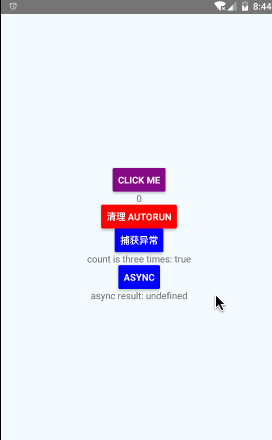 8:44
CLICK ME
0
清理 AUTORUN
捕获异常
count is three times: true
ASYNC
async result: undefined